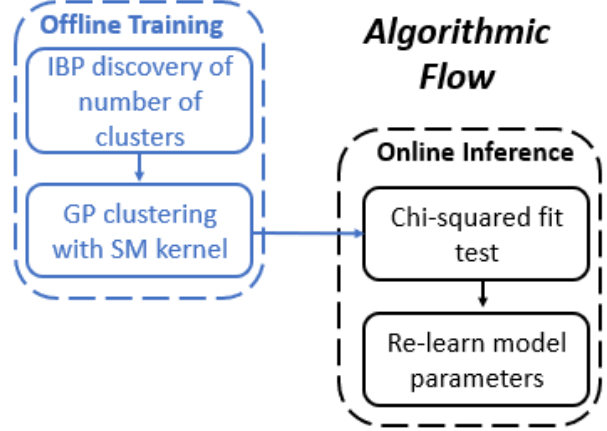 Offline Training
IBP discovery of
number of
clusters
GP clustering
with SM kernel
Algorithmic
Flow
Online Inference
Chi-squared fit
test
Re-learn model
parameters